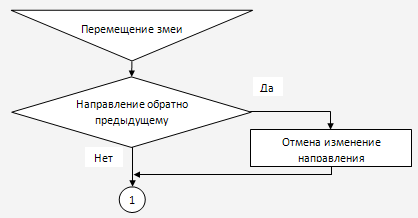 Перемещение змеи
Да
Направление обратно
предыдущему
Отмена изменение
направления
Нет
1